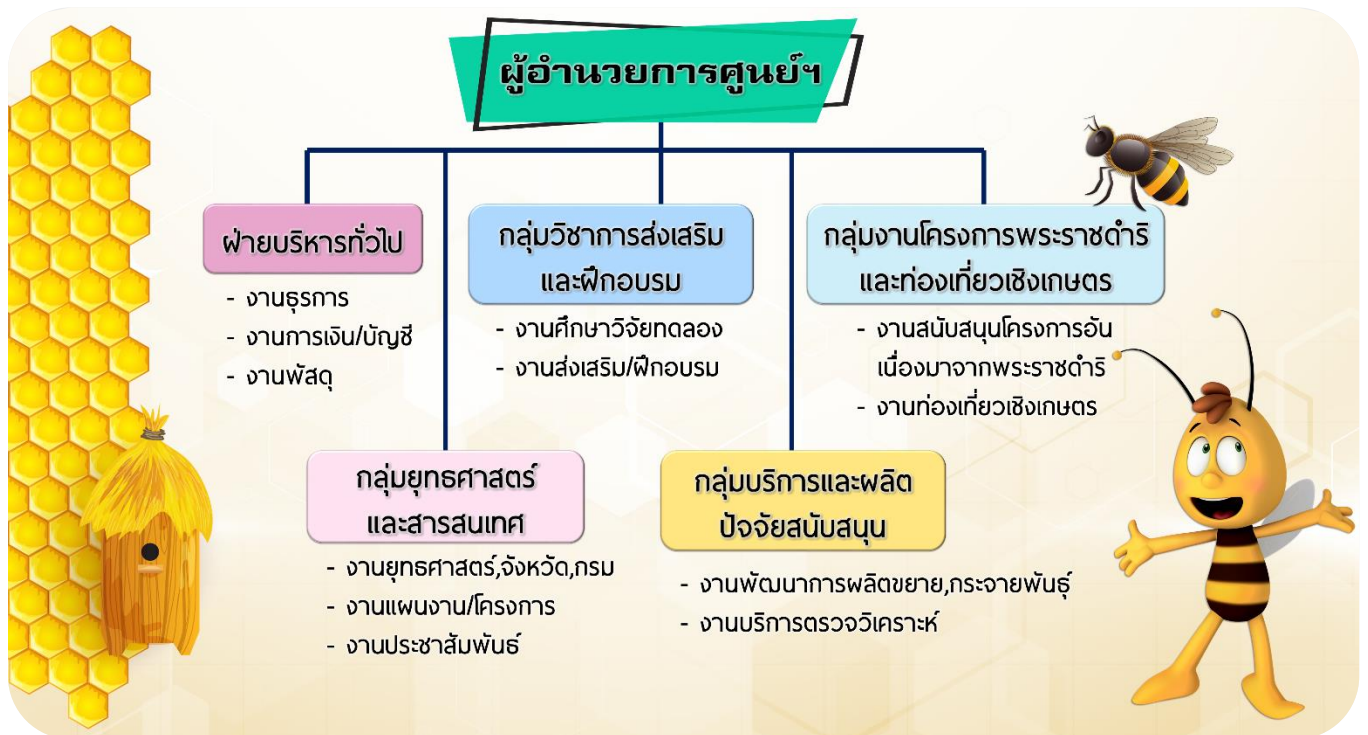 ผู้อำนวยการศูนย์ฯ
ฝ่ายบริหารทั่วไป
- งานธุรการ
- งานการเงิน/บัญชี
- งานพัสดุ
กลุ่มวิชาการส่งเสริม
และฝึกอบรม
- งานศึกษาวิจัยทดลอง
- งานส่งเสริม/ฝึกอบรม
กลุ่มงานโครงการพระราชดำริ
และท่องเที่ยวเชิงเกษตร
- งานสนับสนุนโครงการอัน
เนื่องมาจากพระราชดำริ
- งานท่องเที่ยวเชิงเกษตร
กลุ่มยุทธศาสตร์
และสารสนเทศ
- งานยุทธศาสตร์,จังหวัด,กรม
- งานแผนงาน/โครงการ
- งานประชาสัมพันธ์
กลุ่มบริการและผลิต
ปัจจัยสนับสนุน
- งานพัฒนาการผลิตขยาย,กระจายพันธุ์
- งานบริการตรวจวิเคราะห์